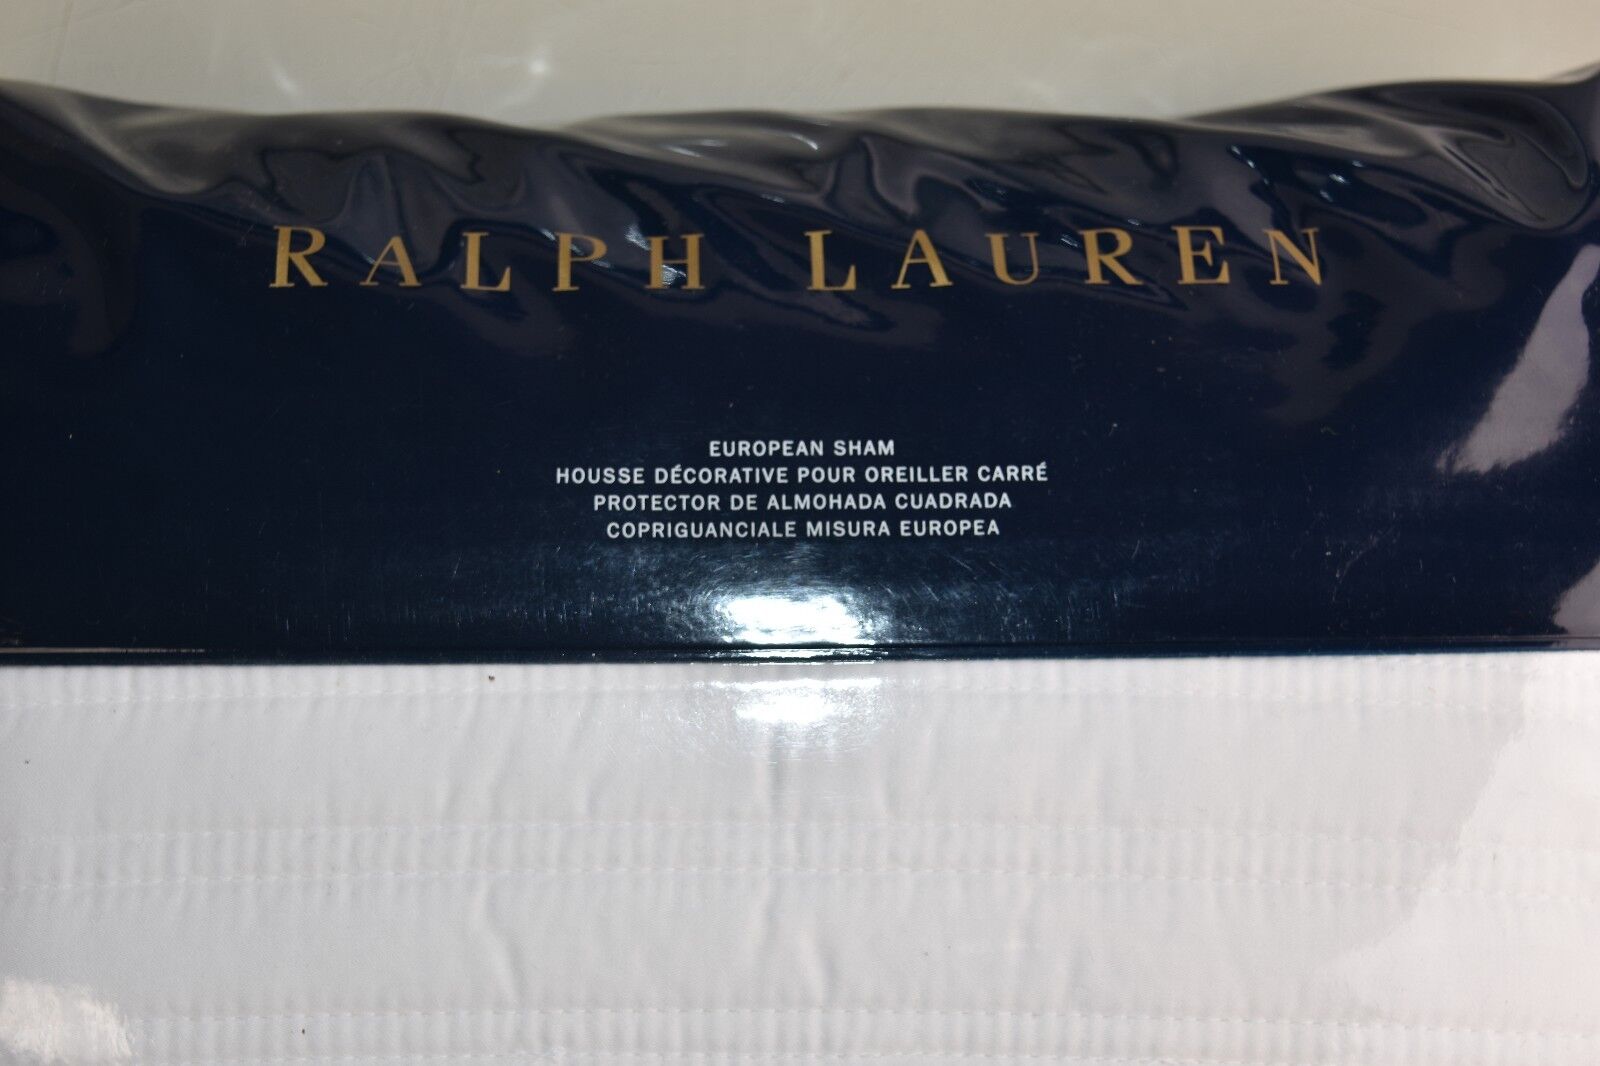 RALPH LAUREN
EUROPEAN SHAM
HOUSSE DÉCORATIVE POUR OREILLER CARRÉ
PROTECTOR DE ALMOHADA CUADRADA
COPRIGUANCIALE MISURA EUROPEA